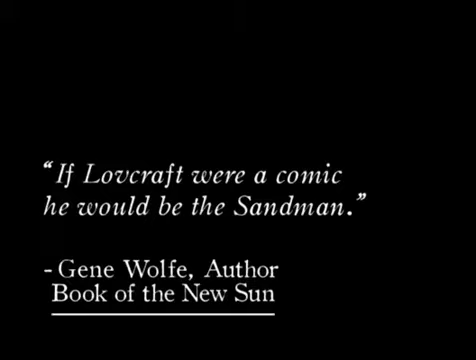 “If Lovcraft were a comic
he would be the Sandman.”
- Gene Wolfe, Author
Book of the New Sun